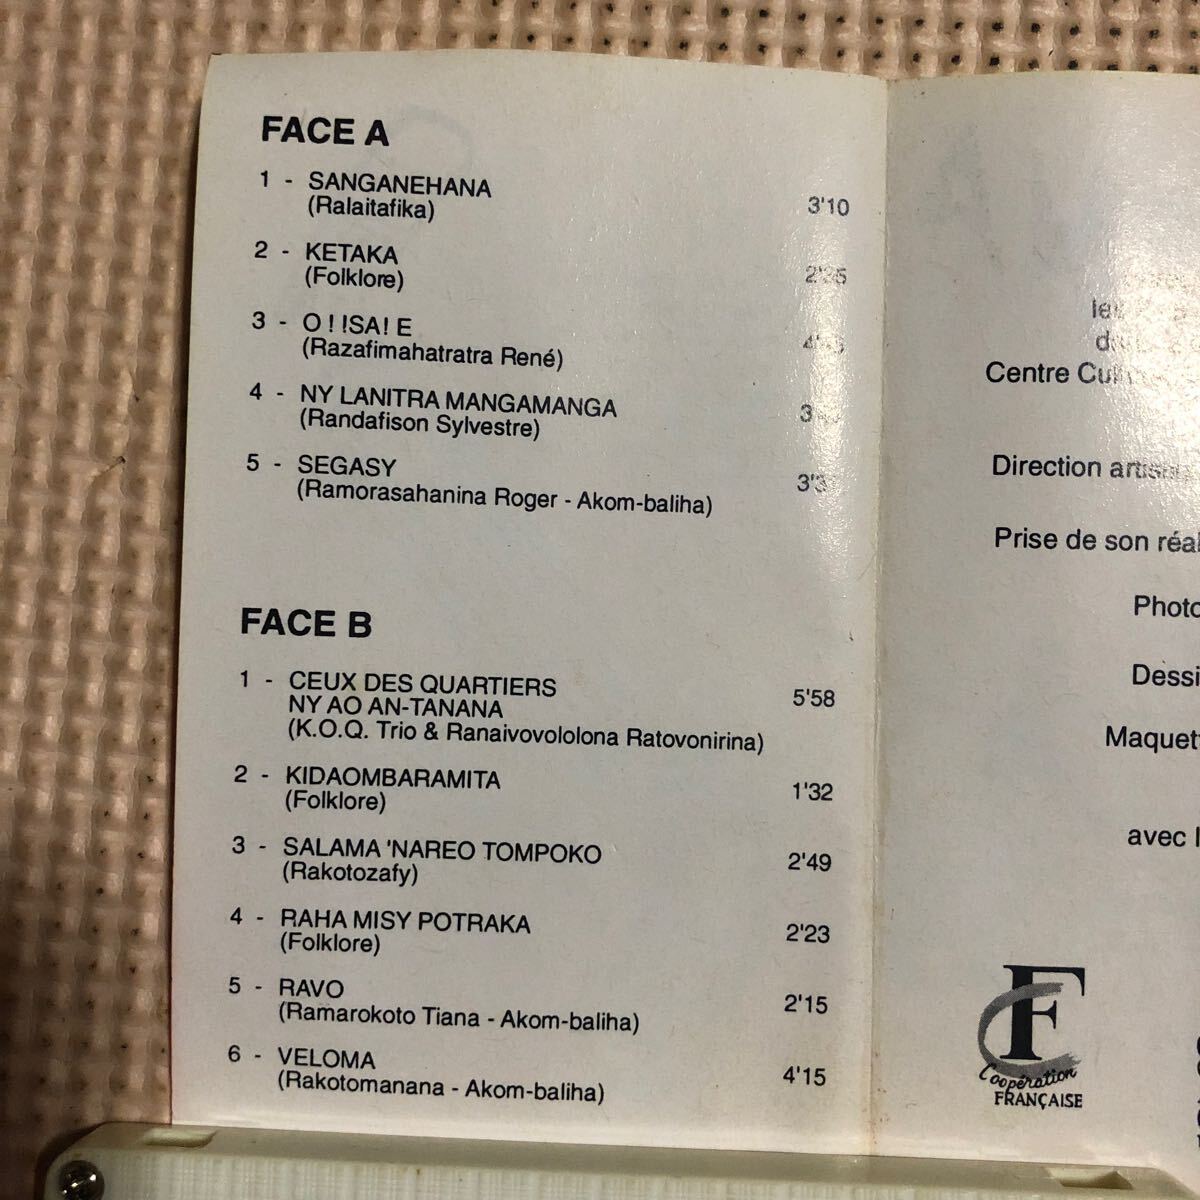 FACE A
1 - SANGANEHANA
(Ralaitafika) 3'10
2 - KETAKA
(Folklore)
3 - O ! !SA! E
(Razafimahatratra René)
4 - NY LANITRA MANGAMANGA
(Randafison Sylvestre)
5 - SEGASY
(Ramorasahanina Roger - Akom-baliha)
FACE B
1 - CEUX DES QUARTIERS 5'58
NY AO AN-TANANA
(K.O.Q. Trio & Ranaivovololona Ratovonirina)
2 - KIDAOMBARAMITA 1'32
(Folklore)
3 - SALAMA 'NAREO TOMPOKO 2'49
(Rakotozafy)
4 - RAHA MISY POTRAKA 2'23
(Folklore)
5 - RAVO 2'15
(Ramarokoto Tiana - Akom-baliha)
6 - VELOMA 4'15
(Rakotomanana - Akom-baliha)
Centre
Direction
Prise de son réal
Photo
Dessi
Maquet
avec l
F
Coopération
FRANÇAISE